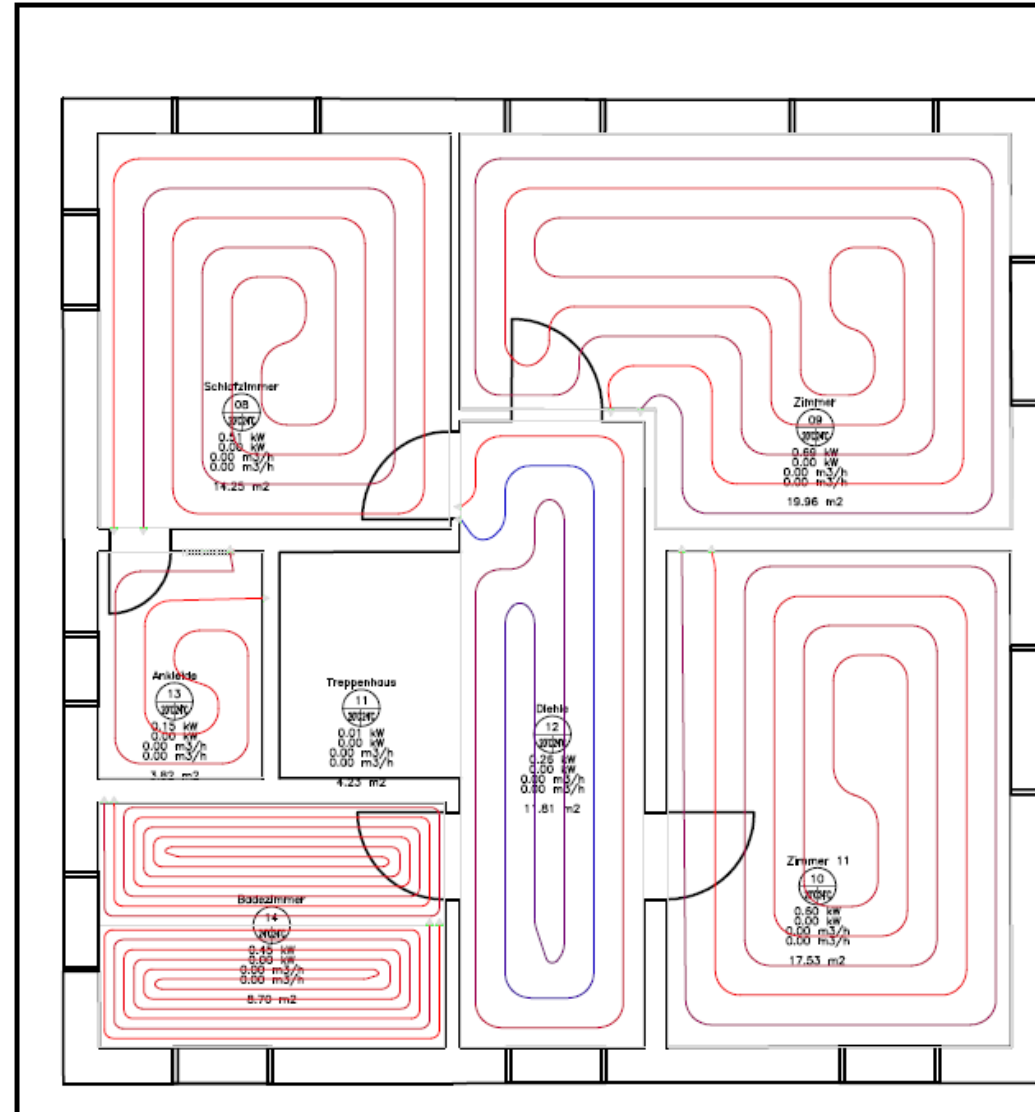 Schlafzimmer
08
0.51 kW
0.00 kW
0.00 m3/h
0.00 m3/h
14.25 m2
Zimmer
09
0.69 kW
0.00 kW
0.00 m3/h
0.00 m3/h
19.96 m2
Ankleide
13
0.15 kW
0.00 kW
0.00 m3/h
0.00 m3/h
3.82 m2
Treppenhaus
11
0.01 kW
0.00 kW
0.00 m3/h
0.00 m3/h
4.23 m2
Diehle
12
0.26 kW
0.00 kW
0.00 m3/h
0.00 m3/h
11.81 m2
Zimmer 11
10
0.60 kW
0.00 kW
0.00 m3/h
0.00 m3/h
17.53 m2
Badezimmer
14
0.45 kW
0.00 kW
0.00 m3/h
0.00 m3/h
8.70 m2